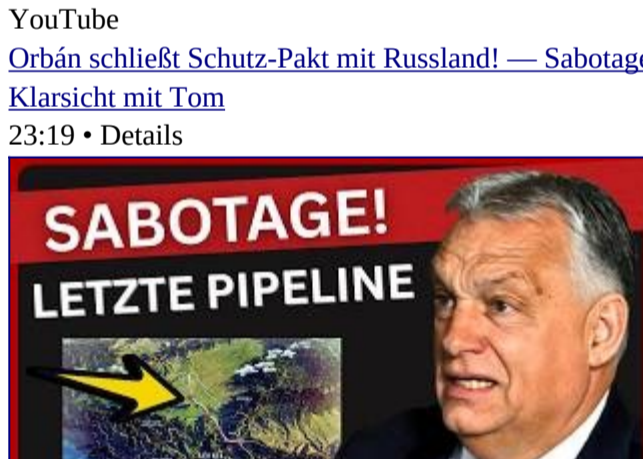 YouTube
Orbán schließt Schutz-Pakt mit Russland! — Sabotage
Klarsicht mit Tom
23:19 • Details
SABOTAGE!
LETZTE PIPELINE